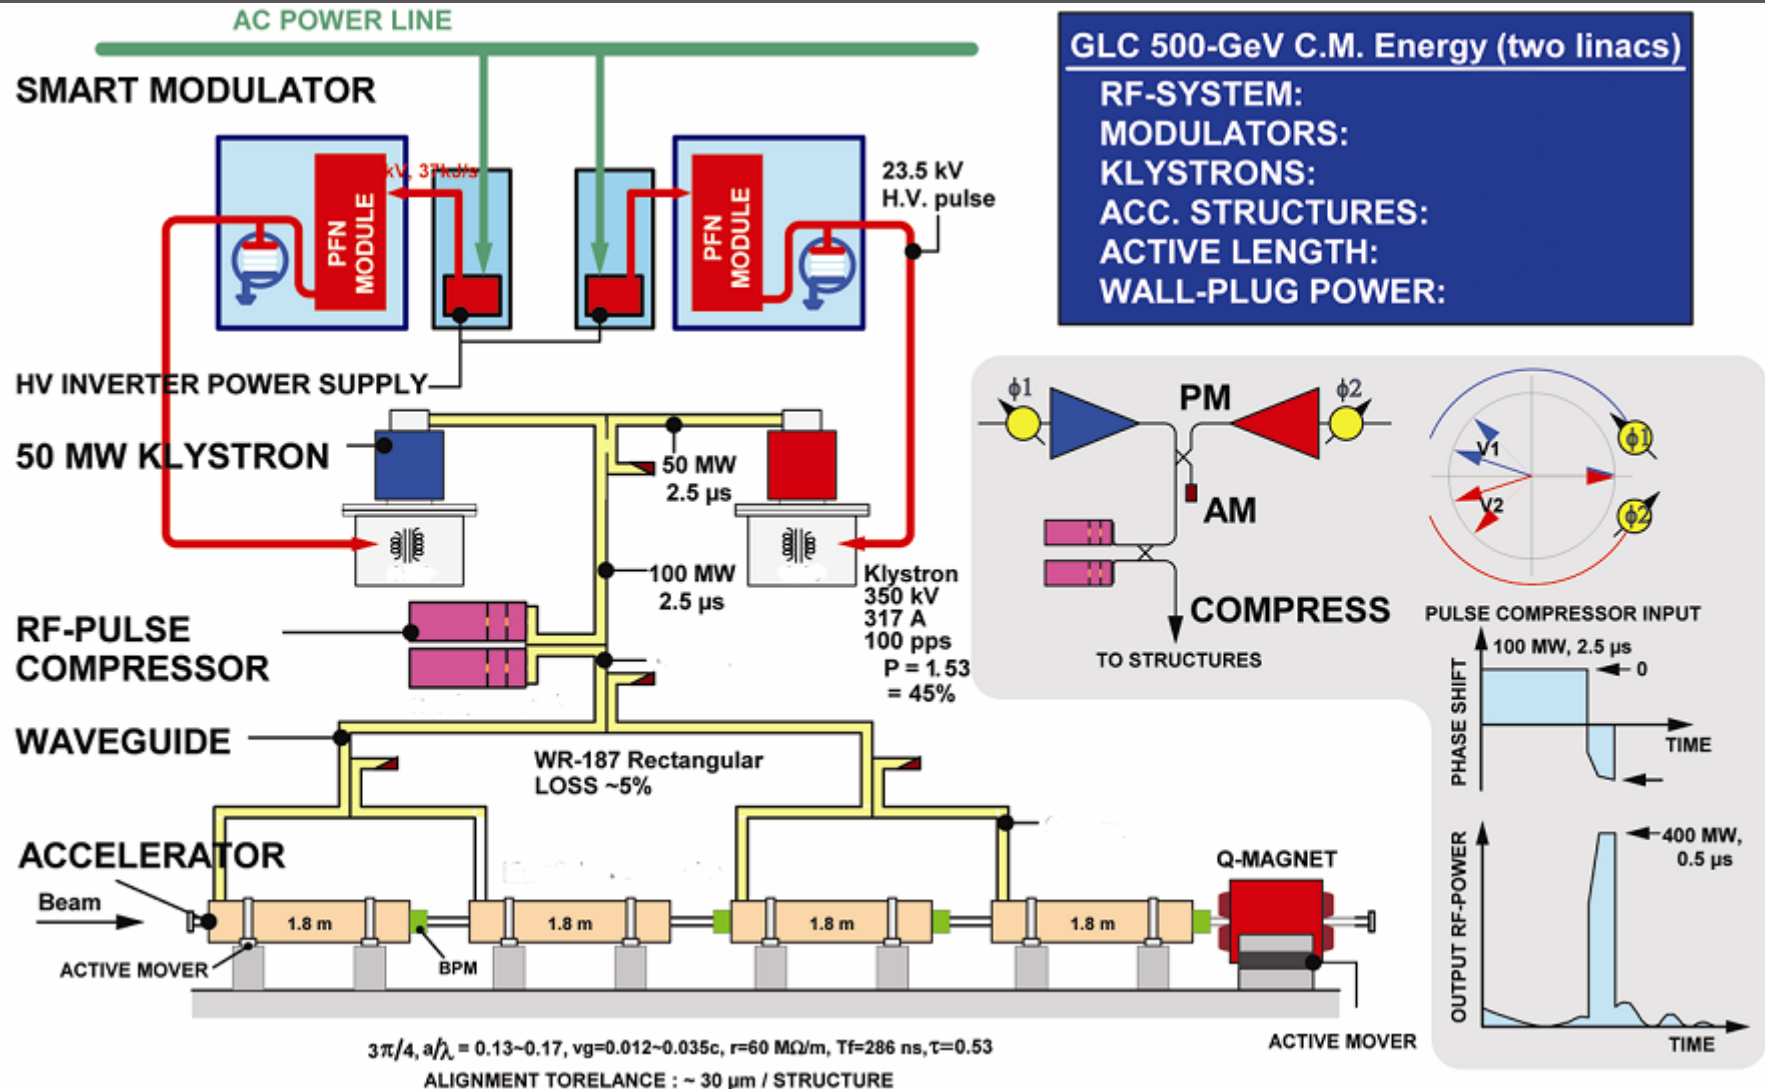 AC POWER LINE
SMART MODULATOR
PFN
MODULE
kV, 37kJ/s
PFN
MODULE
23.5 kV
H.V. pulse
HV INVERTER POWER SUPPLY
50 MW KLYSTRON
50 MW
2.5 µs
100 MW
2.5 µs
Klystron
350 kV
317 A
100 pps
P = 1.53
= 45%
RF-PULSE
COMPRESSOR
WAVEGUIDE
WR-187 Rectangular
LOSS ~5%
ACCELERATOR
Beam
1.8 m
1.8 m
1.8 m
1.8 m
Q-MAGNET
ACTIVE MOVER
BPM
ACTIVE MOVER
3π/4, a/λ = 0.13~0.17, vg=0.012~0.035c, r=60 MΩ/m, Tf=286 ns, τ=0.53
ALIGNMENT TORELANCE : ~ 30 µm / STRUCTURE
GLC 500-GeV C.M. Energy (two linacs)
RF-SYSTEM:
MODULATORS:
KLYSTRONS:
ACC. STRUCTURES:
ACTIVE LENGTH:
WALL-PLUG POWER:
ϕ1
PM
ϕ2
AM
COMPRESS
TO STRUCTURES
V1
V2
ϕ1
ϕ2
PULSE COMPRESSOR INPUT
100 MW, 2.5 µs
0
PHASE SHIFT
TIME
400 MW,
0.5 µs
OUTPUT RF-POWER
TIME